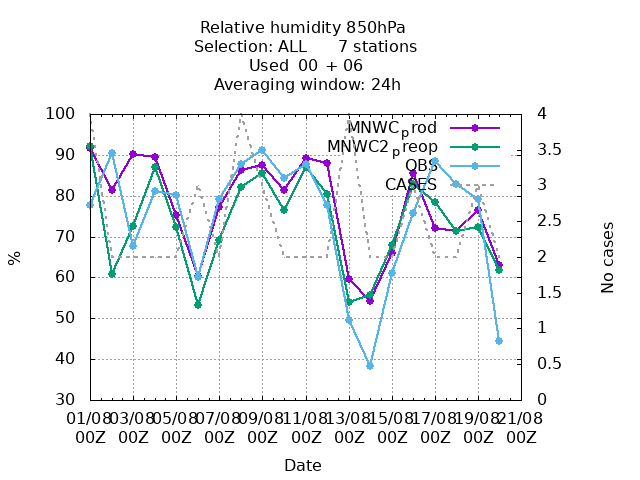 Relative humidity 850hPa
Selection: ALL 7 stations
Used 00 + 06
Averaging window: 24h
MNWC_prod
MNWC2_preop
OBS
CASES
100
90
80
70
60
50
40
30
%
4
3.5
3
2.5
2
1.5
1
0.5
0
No cases
01/08 03/08 05/08 07/08 09/08 11/08 13/08 15/08 17/08 19/08 21/08
00Z 00Z 00Z 00Z 00Z 00Z 00Z 00Z 00Z 00Z 00Z
Date